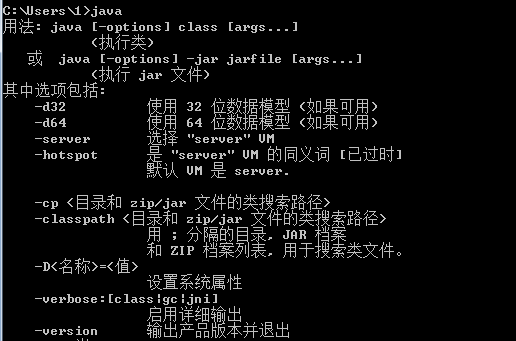 C:\Users\1>java
用法: java [-options] class [args...]
(执行类)
或 java [-options] -jar jarfile [args...]
(执行 jar 文件)
其中选项包括:
-d32 使用 32 位数据模型 (如果可用)
-d64 使用 64 位数据模型 (如果可用)
-server 选择 "server" VM
-hotspot 是 "server" VM 的同义词 [已过时]
默认 VM 是 server.
-cp <目录和 zip/jar 文件的类搜索路径>
-classpath <目录和 zip/jar 文件的类搜索路径>
用 ; 分隔的目录, JAR 档案
和 ZIP 档案列表, 用于搜索类文件。
-D<名称>=<值>
设置系统属性
-verbose:[class|gc|jni]
启用详细输出
-version 输出产品版本并退出